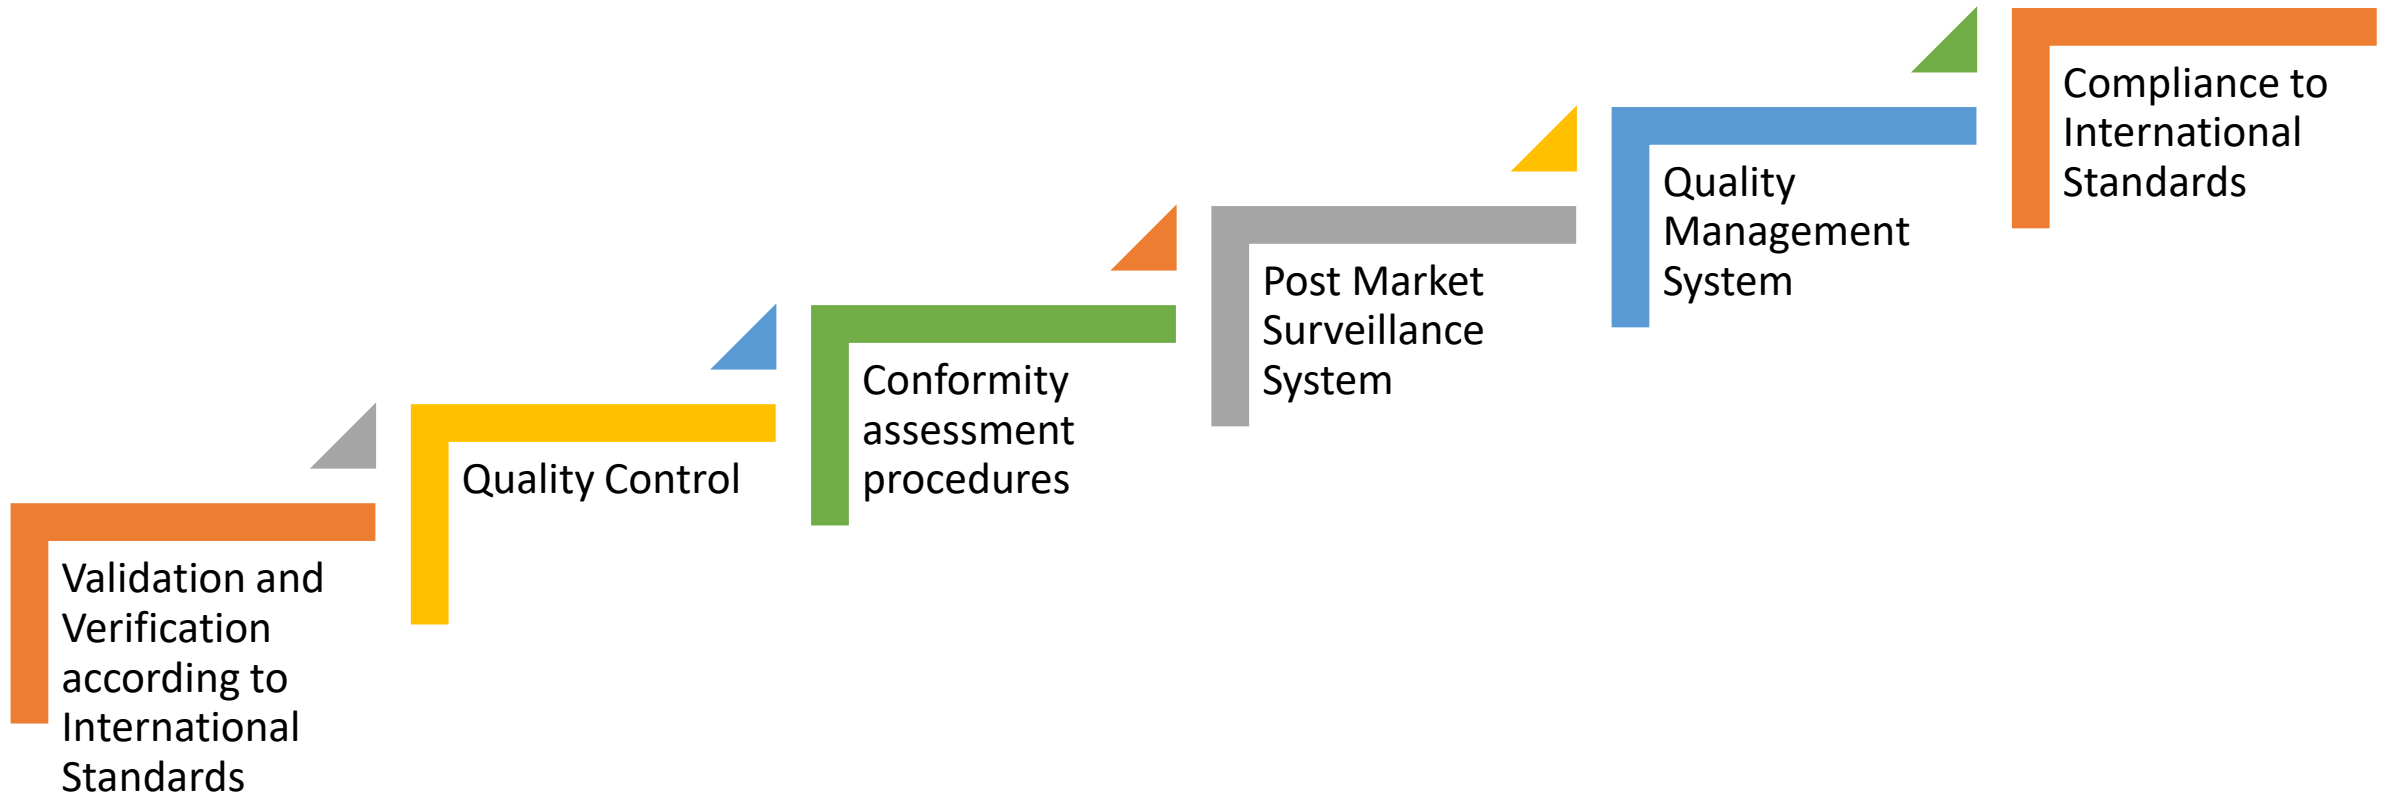 Validation and
Verification
according to
International
Standards
Quality Control
Conformity
assessment
procedures
Post Market
Surveillance
System
Quality
Management
System
Compliance to
International
Standards